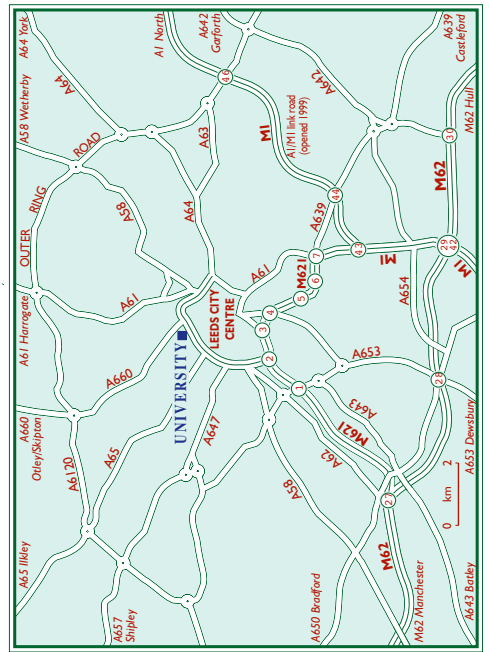 A65 Ilkley
A660
Otley/Skipton
A61 Harrogate
A58 Wetherby
A64 York
OUTER
RING
ROAD
A64
A6120
A657
Shipley
A65
A660
A61
A58
A1 North
A642
Garforth
A63
A64
46
UNIVERSITY
A647
LEEDS CITY
CENTRE
A61
M1
A1/M1 link road
(opened 1999)
A642
A58
3
4
2
5
M621
6
7
A639
44
1
A62
M621
A643
A653
43
M1
A650 Bradford
M62
27
A654
28
29
42
M62
30
M1
M62 Manchester
A643 Batley
0 km 2
A653 Dewsbury
M62 Hull
A639
Castleford